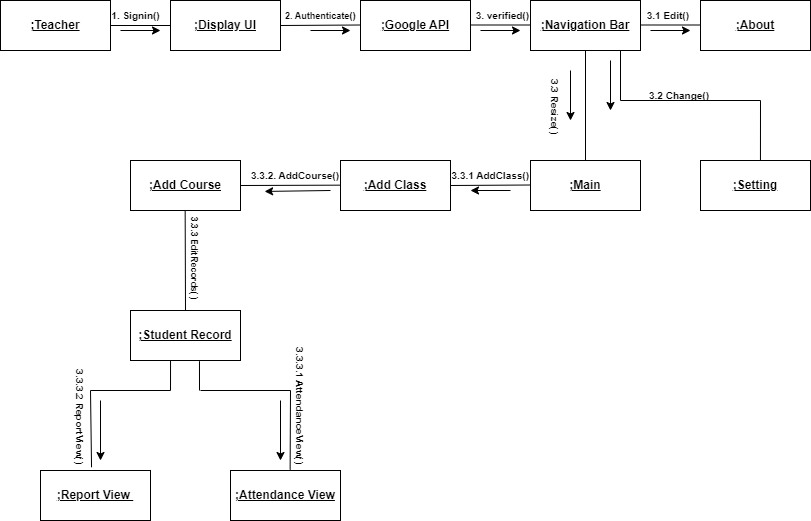 ;Teacher
1. Signin()
;Display UI
2. Authenticate()
;Google API
3. verified()
;Navigation Bar
3.1 Edit()
;About
3.3 Resize()
3.2 Change()
;Add Course
3.3.2. AddCourse()
;Add Class
3.3.1 AddClass()
;Main
;Setting
3.3.3 EditRecords()
;Student Record
3.3.3.2 ReportView()
3.3.3.1 AttendanceView()
;Report View
;Attendance View